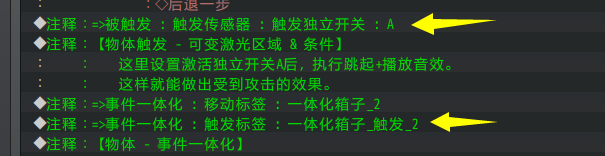 :◇后退一步
◆注释：=>被触发 : 触发传感器 : 触发独立开关 : A
◆注释：【物体触发 - 可变激光区域 & 条件】
：　：　这里设置激活独立开关A后，执行跳起+播放音效。
：　：　这样就能做出受到攻击的效果。
◆注释：=>事件一体化 : 移动标签 : 一体化箱子_2
◆注释：=>事件一体化 : 触发标签 : 一体化箱子_触发_2
◆注释：【物体 - 事件一体化】